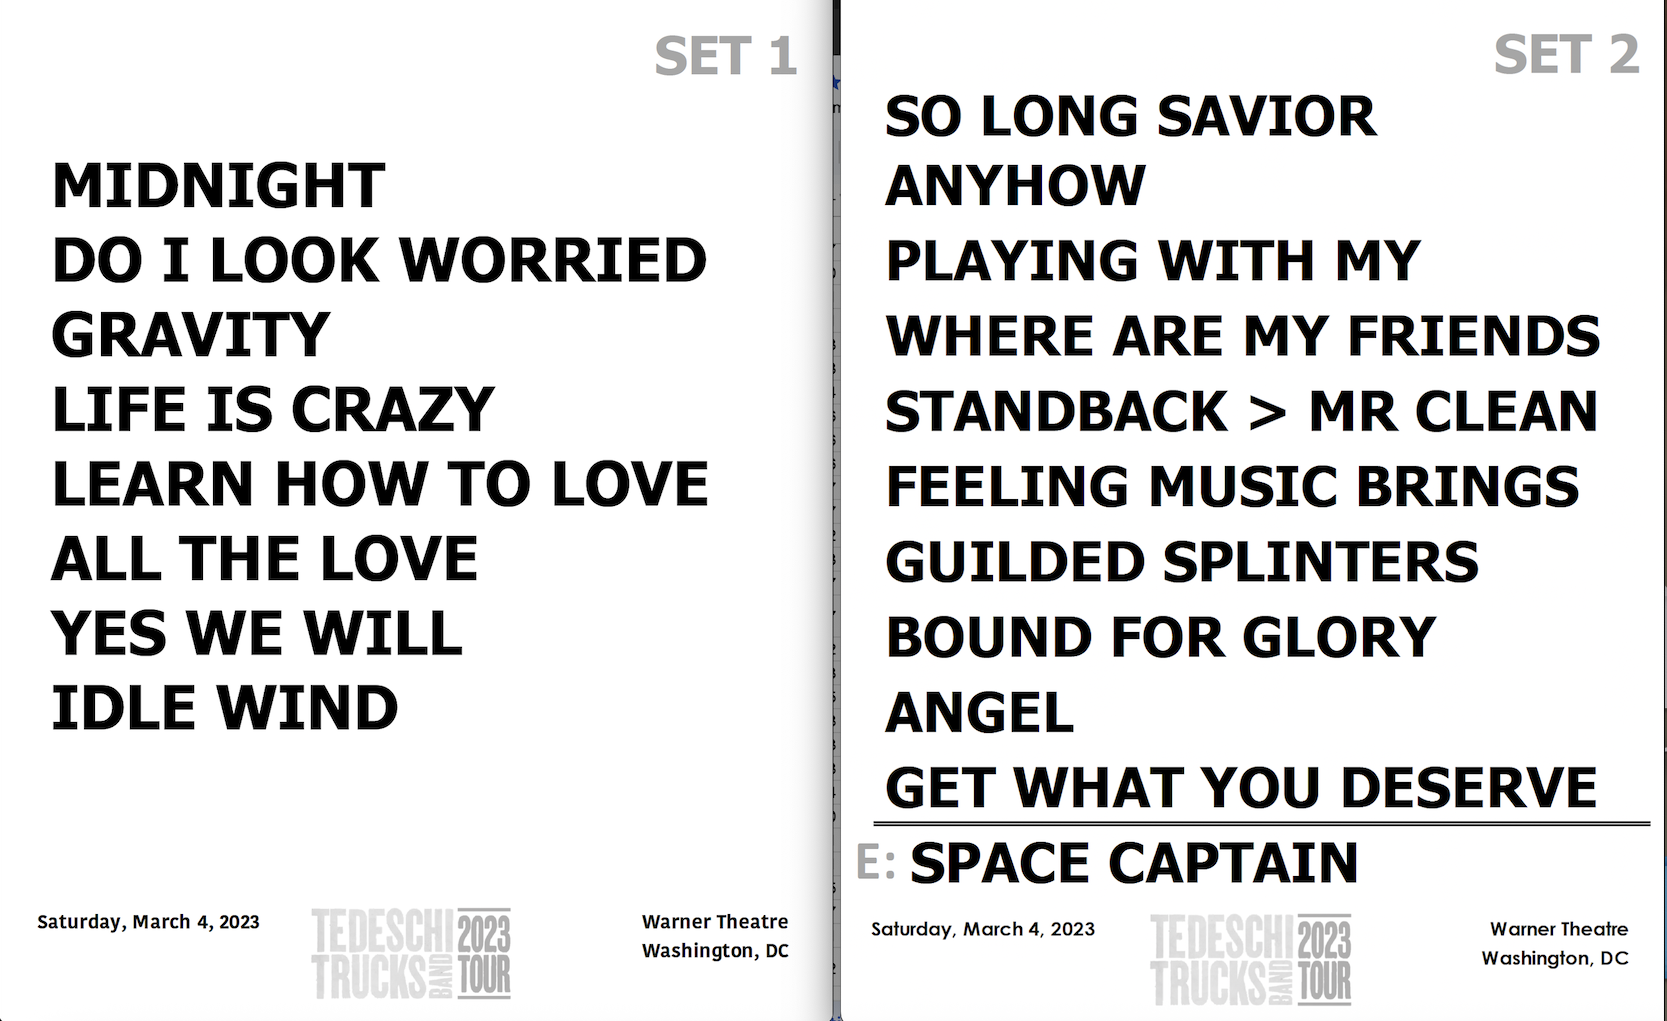 SET 1
MIDNIGHT
DO I LOOK WORRIED
GRAVITY
LIFE IS CRAZY
LEARN HOW TO LOVE
ALL THE LOVE
YES WE WILL
IDLE WIND
Saturday, March 4, 2023
TEDESCHI
TRUCKS BAND
2023
TOUR
Warner Theatre
Washington, DC
SET 2
SO LONG SAVIOR
ANYHOW
PLAYING WITH MY
WHERE ARE MY FRIENDS
STANDBACK > MR CLEAN
FEELING MUSIC BRINGS
GUILDED SPLINTERS
BOUND FOR GLORY
ANGEL
GET WHAT YOU DESERVE
E: SPACE CAPTAIN
Saturday, March 4, 2023
TEDESCHI
TRUCKS BAND
2023
TOUR
Warner Theatre
Washington, DC